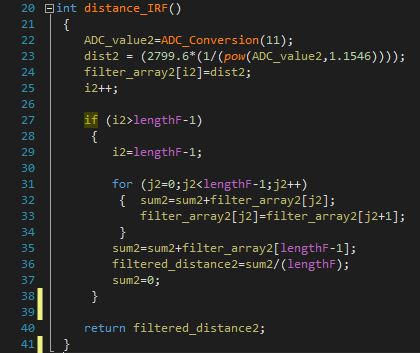 20 int distance_IRF()
21 {
22 ADC_value2=ADC_Conversion(11);
23 dist2 = (2799.6*(1/(pow(ADC_value2,1.1546))));
24 filter_array2[i2]=dist2;
25 i2++;
26
27 if (i2>lengthF-1)
28 {
29 i2=lengthF-1;
30
31 for (j2=0;j2<lengthF-1;j2++)
32 { sum2=sum2+filter_array2[j2];
33 filter_array2[j2]=filter_array2[j2+1];
34 }
35 sum2=sum2+filter_array2[lengthF-1];
36 filtered_distance2=sum2/(lengthF);
37 sum2=0;
38 }
39
40 return filtered_distance2;
41 }